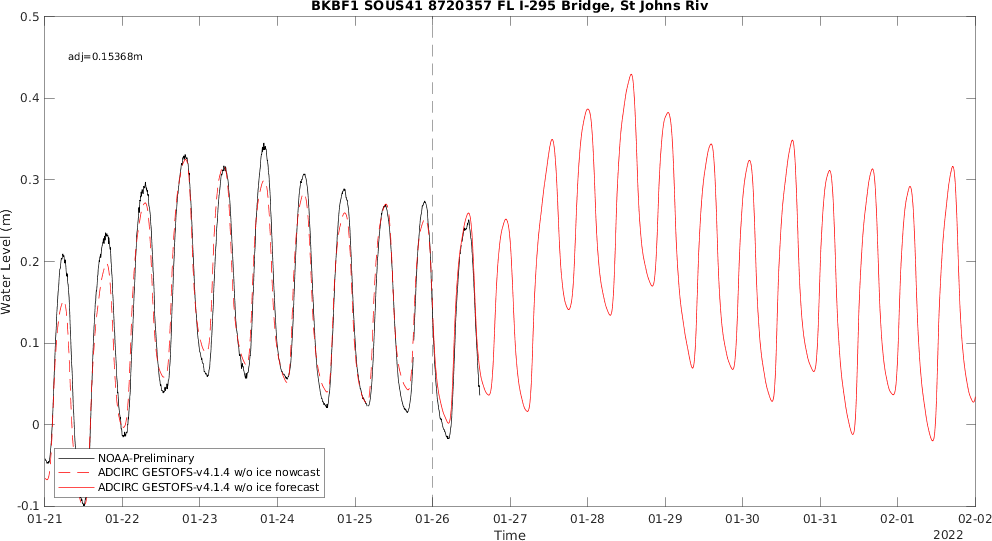 BKBF1 SOUS41 8720357 FL I-295 Bridge, St Johns Riv
adj=0.15368m
0.5
0.4
0.3
0.2
0.1
0
-0.1
Water Level (m)
NOAA-Preliminary
ADCIRC GESTOFS-v4.1.4 w/o ice nowcast
ADCIRC GESTOFS-v4.1.4 w/o ice forecast
01-21 01-22 01-23 01-24 01-25 01-26 01-27 01-28 01-29 01-30 01-31 02-01 02-02
Time
2022